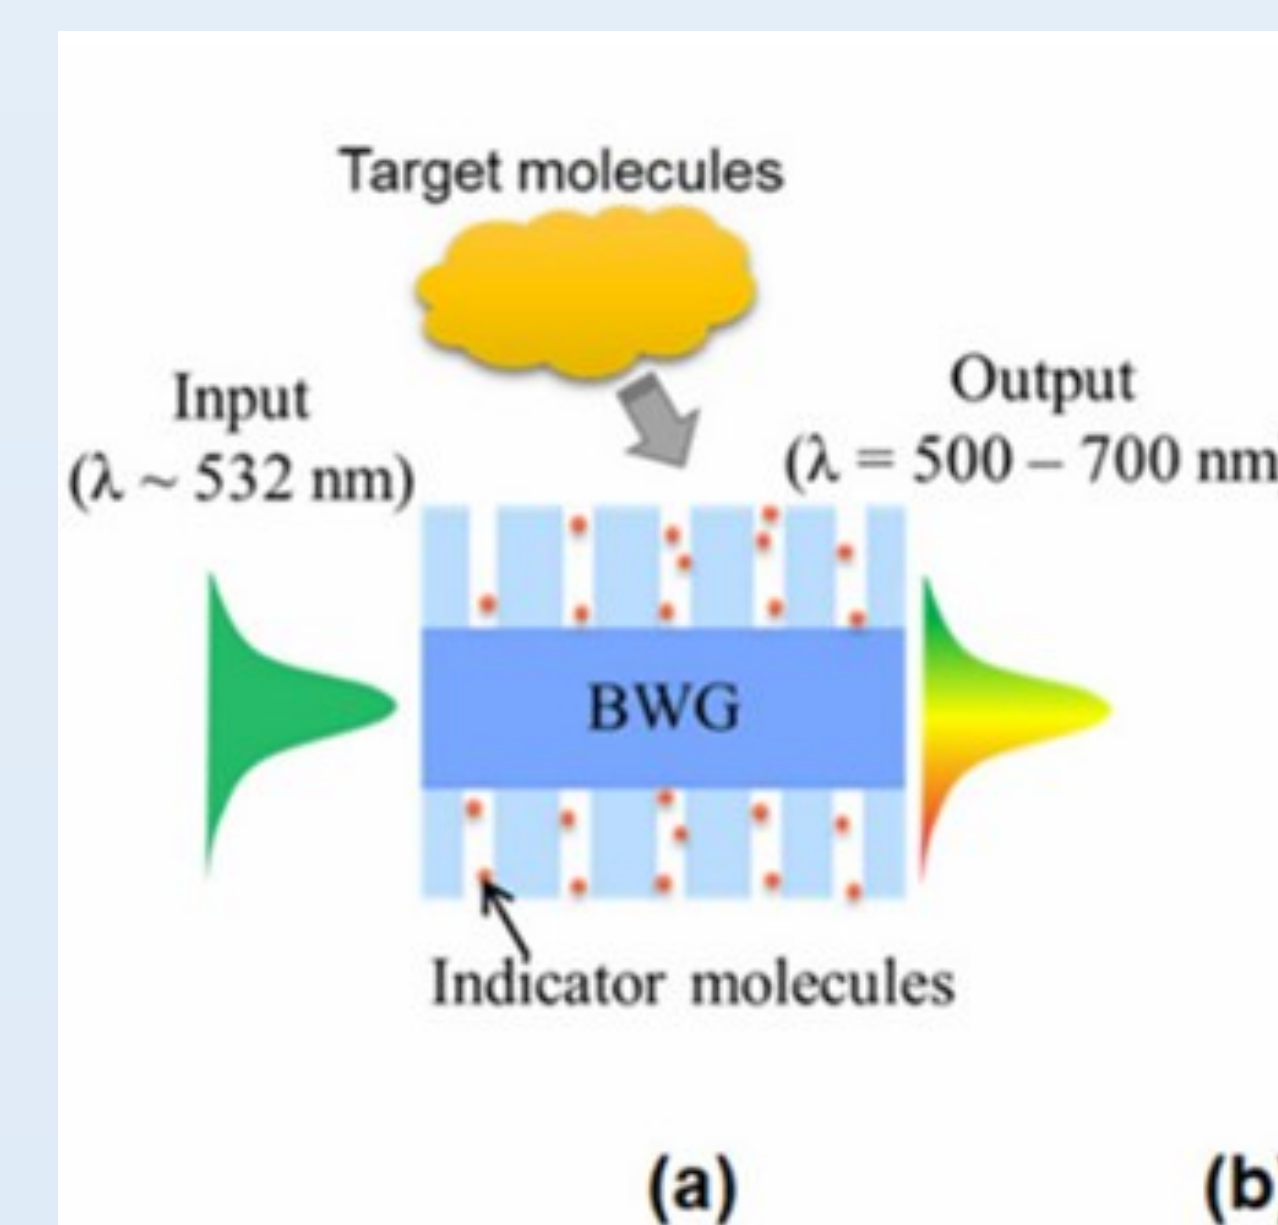 Target molecules
Input
(λ ~ 532 nm)
Output
(λ = 500 – 700 nm
BWG
Indicator molecules
(a)
(b)